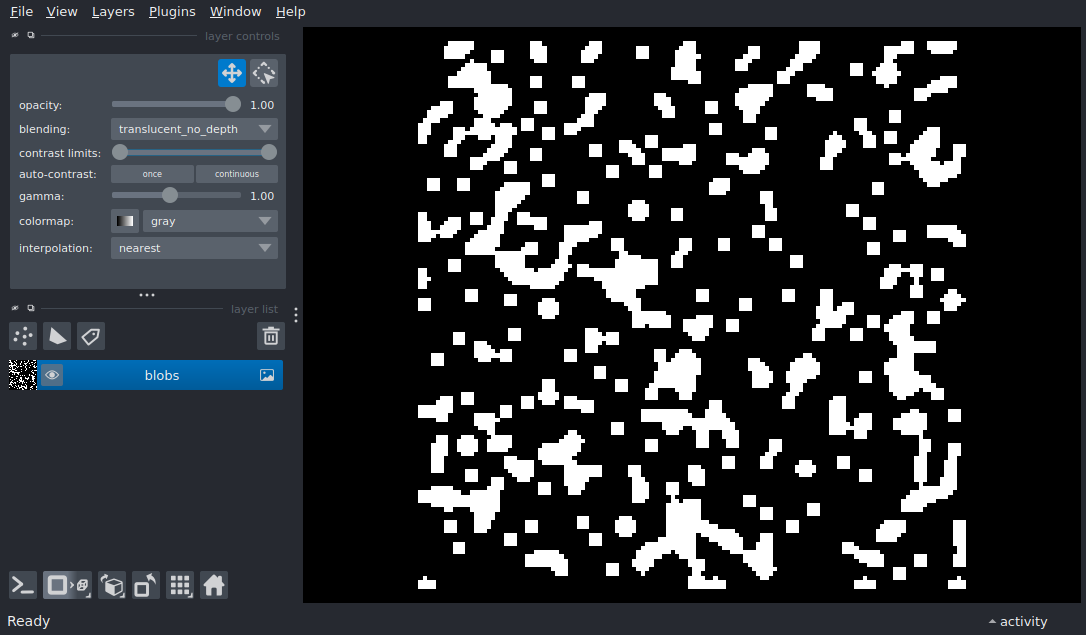 File View Layers Plugins Window Help
layer controls
opacity: 1.00
blending: translucent_no_depth
contrast limits:
auto-contrast: once continuous
gamma: 1.00
colormap: gray
interpolation: nearest
layer list
blobs
Ready activity